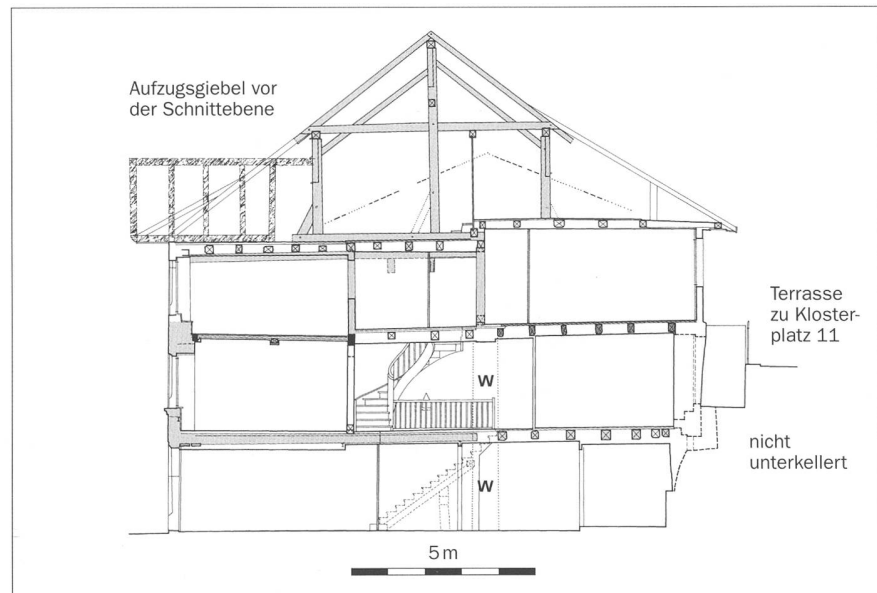 Aufzugsgiebel vor
der Schnittebene
Terrasse
zu Kloster-
platz 11
W
nicht
unterkellert
W
5 m